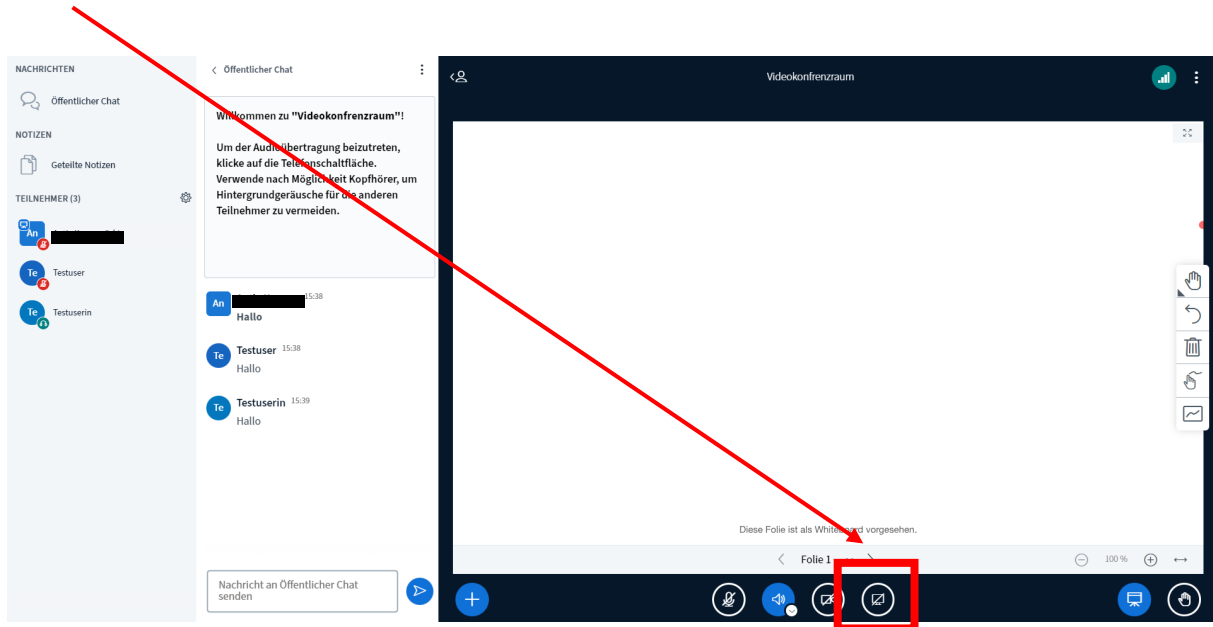 NACHRICHTEN
Öffentlicher Chat
NOTIZEN
Geteilte Notizen
TEILNEHMER (3)
An
Te Testuser
Te Testuserin
Öffentlicher Chat
Willkommen zu "Videokonfrenzraum"!
Um der Audioübertragung beizutreten,
klicke auf die Telefonschaltfläche.
Verwende nach Möglichkeit Kopfhörer, um
Hintergrundgeräusche für die anderen
Teilnehmer zu vermeiden.
An 15:38
Hallo
Te Testuser 15:38
Hallo
Te Testuserin 15:39
Hallo
Nachricht an Öffentlicher Chat
senden
Videokonfrenzraum
Diese Folie ist als Whiteboard vorgesehen.
Folie 1
100 %